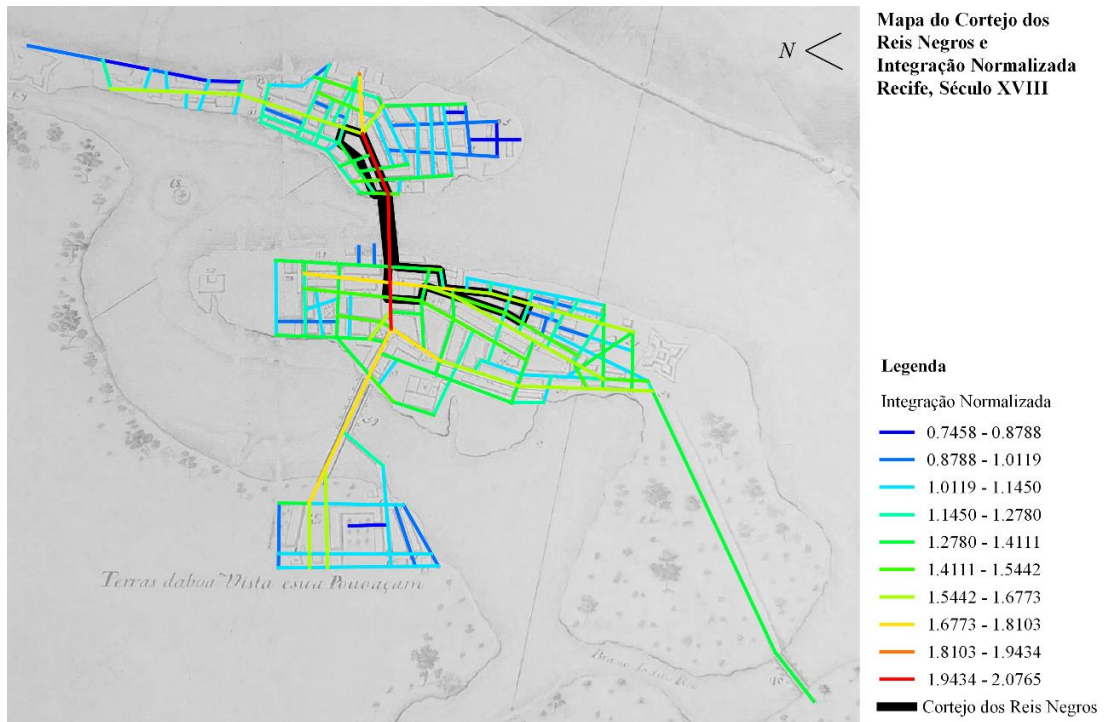 Mapa do Cortejo dos
Reis Negros e
Integração Normalizada
Recife, Século XVIII
N
Terras daboa Vista esua Pouoaçam
Legenda
Integração Normalizada
0.7458 - 0.8788
0.8788 - 1.0119
1.0119 - 1.1450
1.1450 - 1.2780
1.2780 - 1.4111
1.4111 - 1.5442
1.5442 - 1.6773
1.6773 - 1.8103
1.8103 - 1.9434
1.9434 - 2.0765
Cortejo dos Reis Negros